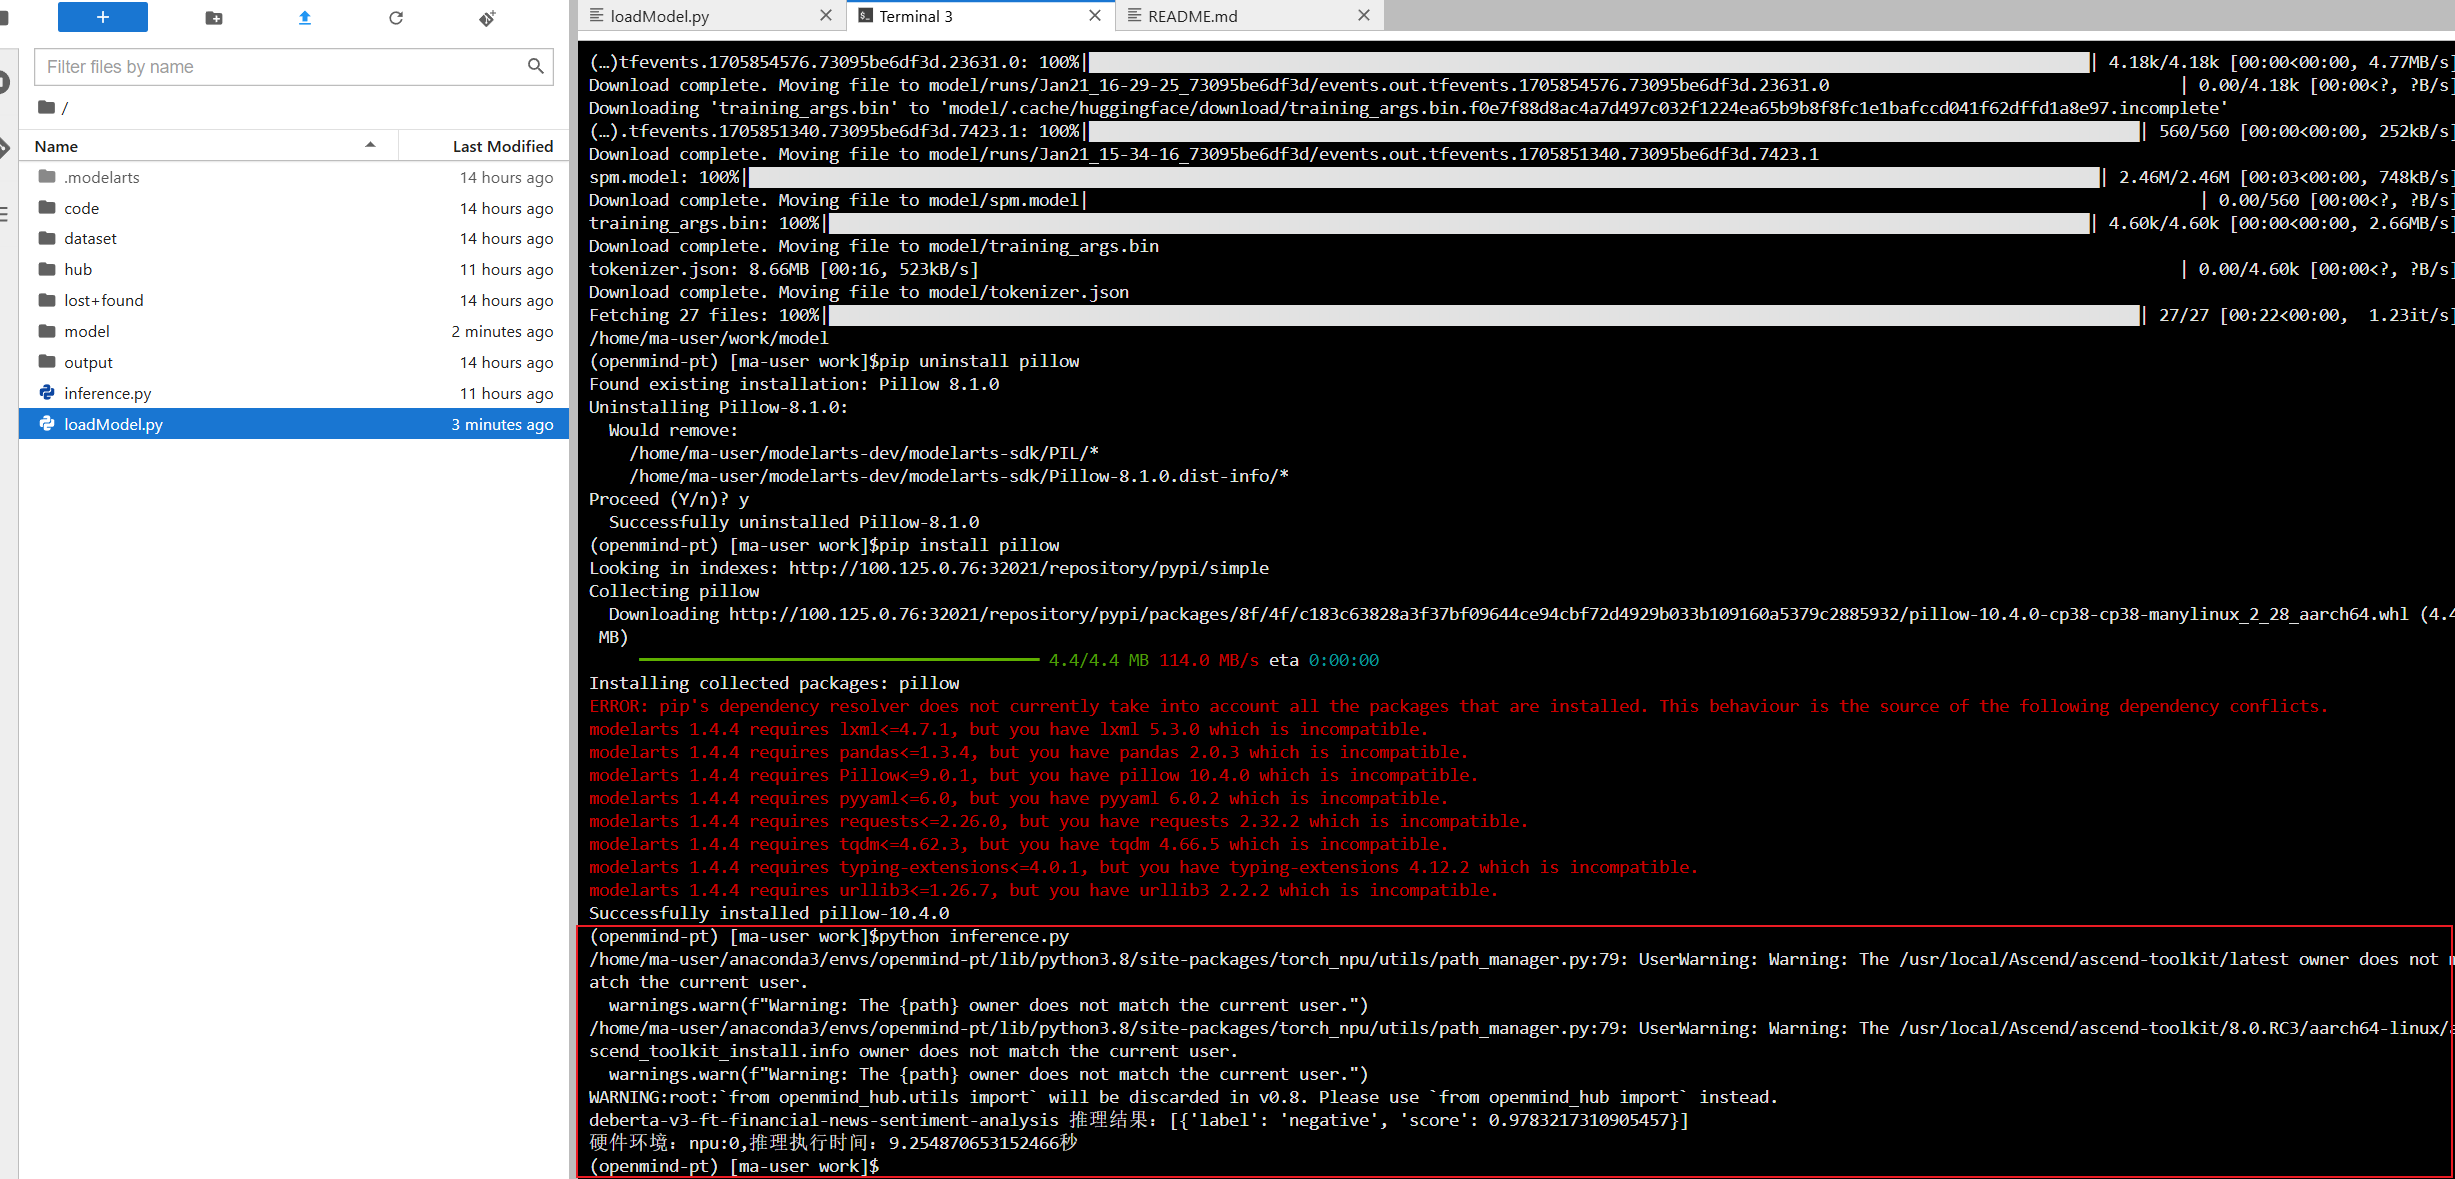 +
loadModel.py
Terminal 3
README.md
Filter files by name
/
Name Last Modified
.modelarts 14 hours ago
code 14 hours ago
dataset 14 hours ago
hub 11 hours ago
lost+found 14 hours ago
model 2 minutes ago
output 14 hours ago
inference.py 11 hours ago
loadModel.py 3 minutes ago
(…)tfevents.1705854576.73095be6df3d.23631.0: 100%| | 4.18k/4.18k [00:00<00:00, 4.77MB/s]
Download complete. Moving file to model/runs/Jan21_16-29-25_73095be6df3d/events.out.tfevents.1705854576.73095be6df3d.23631.0 | 0.00/4.18k [00:00<?, ?B/s]
Downloading 'training_args.bin' to 'model/.cache/huggingface/download/training_args.bin.f0e7f88d8ac4a7d497c032f1224ea65b9b8f8fc1e1bafccd041f62dffd1a8e97.incomplete'
(…).tfevents.1705851340.73095be6df3d.7423.1: 100%| | 560/560 [00:00<00:00, 252kB/s]
Download complete. Moving file to model/runs/Jan21_15-34-16_73095be6df3d/events.out.tfevents.1705851340.73095be6df3d.7423.1
spm.model: 100%| | 2.46M/2.46M [00:03<00:00, 748kB/s]
Download complete. Moving file to model/spm.model| | 0.00/560 [00:00<?, ?B/s]
training_args.bin: 100%| | 4.60k/4.60k [00:00<00:00, 2.66MB/s]
Download complete. Moving file to model/training_args.bin
tokenizer.json: 8.66MB [00:16, 523kB/s] | 0.00/4.60k [00:00<?, ?B/s]
Download complete. Moving file to model/tokenizer.json
Fetching 27 files: 100%| | 27/27 [00:22<00:00, 1.23it/s]
/home/ma-user/work/model
(openmind-pt) [ma-user work]$pip uninstall pillow
Found existing installation: Pillow 8.1.0
Uninstalling Pillow-8.1.0:
Would remove:
/home/ma-user/modelarts-dev/modelarts-sdk/PIL/*
/home/ma-user/modelarts-dev/modelarts-sdk/Pillow-8.1.0.dist-info/*
Proceed (Y/n)? y
Successfully uninstalled Pillow-8.1.0
(openmind-pt) [ma-user work]$pip install pillow
Looking in indexes: http://100.125.0.76:32021/repository/pypi/simple
Collecting pillow
Downloading http://100.125.0.76:32021/repository/pypi/packages/8f/4f/c183c63828a3f37bf09644ce94cbf72d4929b033b109160a5379c2885932/pillow-10.4.0-cp38-cp38-manylinux_2_28_aarch64.whl (4.4
MB)
4.4/4.4 MB 114.0 MB/s eta 0:00:00
Installing collected packages: pillow
ERROR: pip's dependency resolver does not currently take into account all the packages that are installed. This behaviour is the source of the following dependency conflicts.
modelarts 1.4.4 requires lxml<=4.7.1, but you have lxml 5.3.0 which is incompatible.
modelarts 1.4.4 requires pandas<=1.3.4, but you have pandas 2.0.3 which is incompatible.
modelarts 1.4.4 requires Pillow<=9.0.1, but you have pillow 10.4.0 which is incompatible.
modelarts 1.4.4 requires pyyaml<=6.0, but you have pyyaml 6.0.2 which is incompatible.
modelarts 1.4.4 requires requests<=2.26.0, but you have requests 2.32.2 which is incompatible.
modelarts 1.4.4 requires tqdm<=4.62.3, but you have tqdm 4.66.5 which is incompatible.
modelarts 1.4.4 requires typing-extensions<=4.0.1, but you have typing-extensions 4.12.2 which is incompatible.
modelarts 1.4.4 requires urllib3<=1.26.7, but you have urllib3 2.2.2 which is incompatible.
Successfully installed pillow-10.4.0
(openmind-pt) [ma-user work]$python inference.py
/home/ma-user/anaconda3/envs/openmind-pt/lib/python3.8/site-packages/torch_npu/utils/path_manager.py:79: UserWarning: Warning: The /usr/local/Ascend/ascend-toolkit/latest owner does not m
atch the current user.
warnings.warn(f"Warning: The {path} owner does not match the current user.")
/home/ma-user/anaconda3/envs/openmind-pt/lib/python3.8/site-packages/torch_npu/utils/path_manager.py:79: UserWarning: Warning: The /usr/local/Ascend/ascend-toolkit/8.0.RC3/aarch64-linux/a
scend_toolkit_install.info owner does not match the current user.
warnings.warn(f"Warning: The {path} owner does not match the current user.")
WARNING:root:`from openmind_hub.utils import` will be discarded in v0.8. Please use `from openmind_hub import` instead.
deberta-v3-ft-financial-news-sentiment-analysis 推理结果: [{'label': 'negative', 'score': 0.9783217310905457}]
硬件环境: npu:0,推理执行时间: 9.254870653152466秒
(openmind-pt) [ma-user work]$